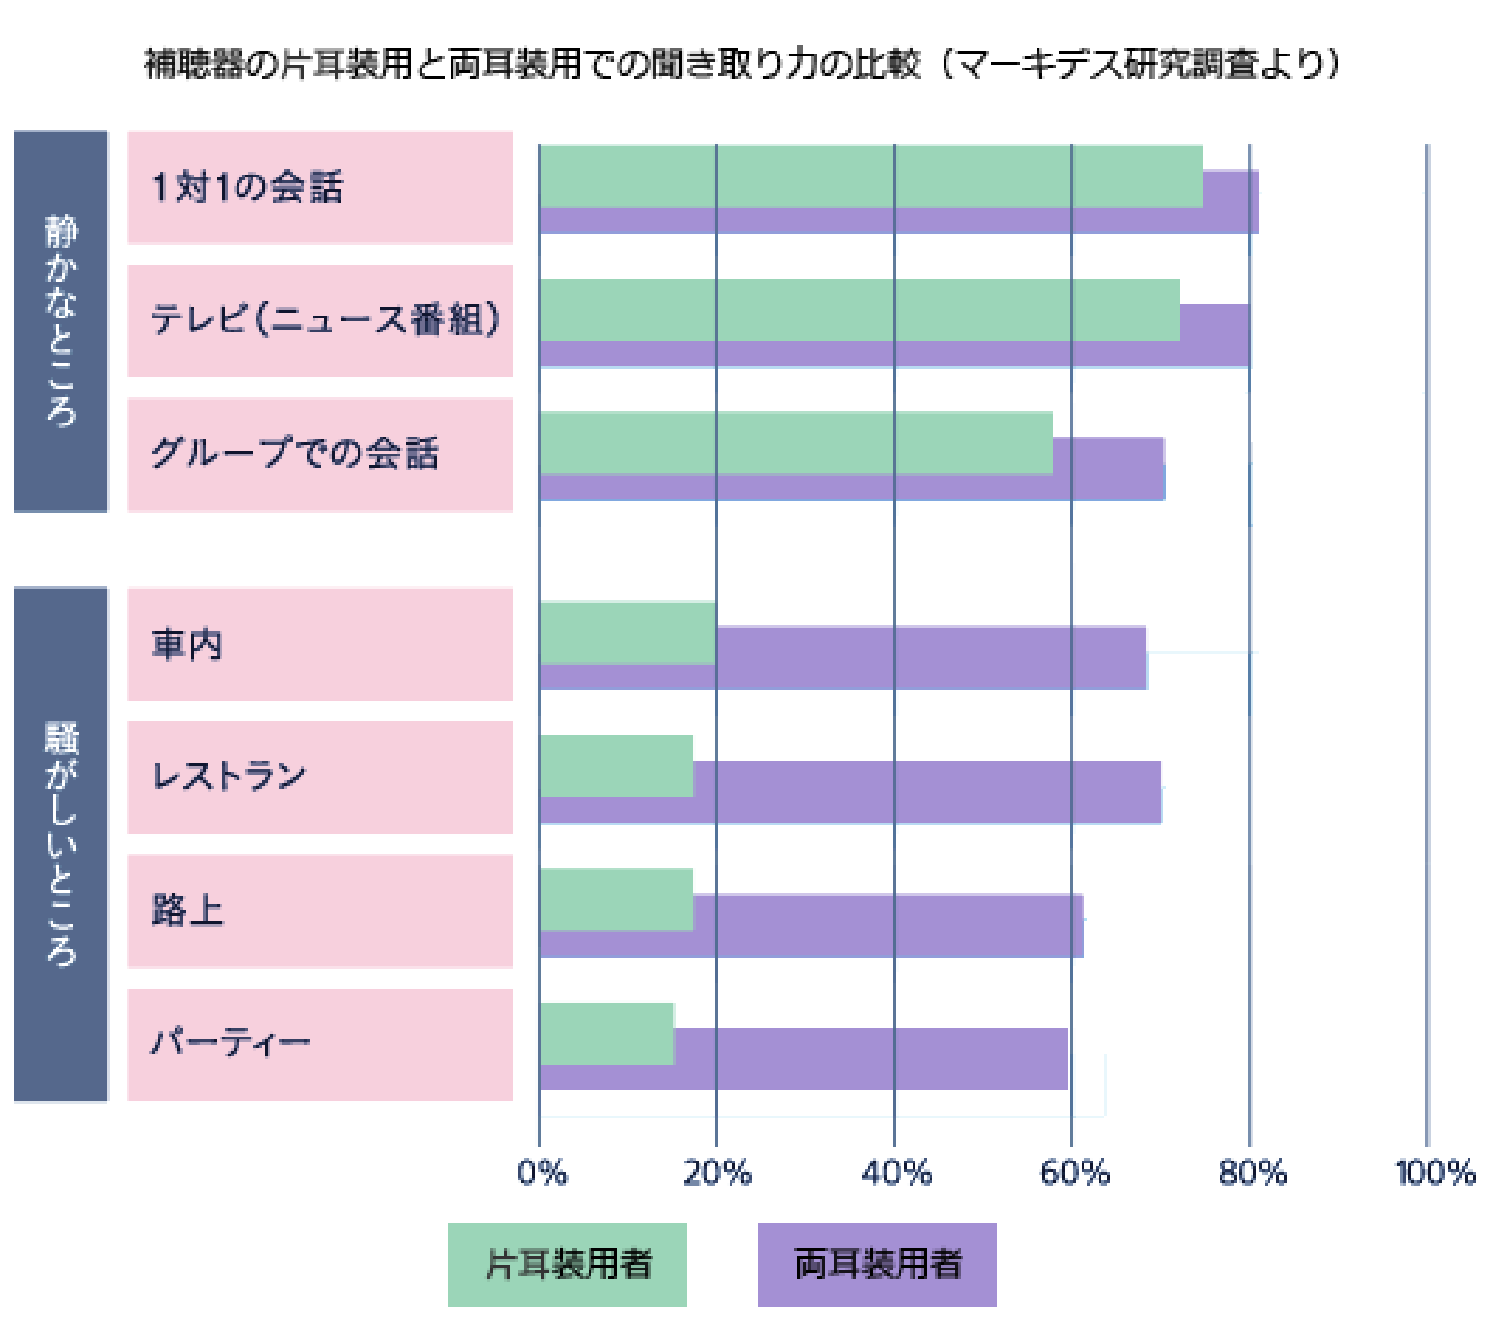 補聴器の片耳装用と両耳装用での聞き取り力の比較（マーキデス研究調査より）
静かなところ
1対1の会話
テレビ(ニュース番組)
グループでの会話
騒がしいところ
車内
レストラン
路上
パーティー
0% 20% 40% 60% 80% 100%
片耳装用者 両耳装用者